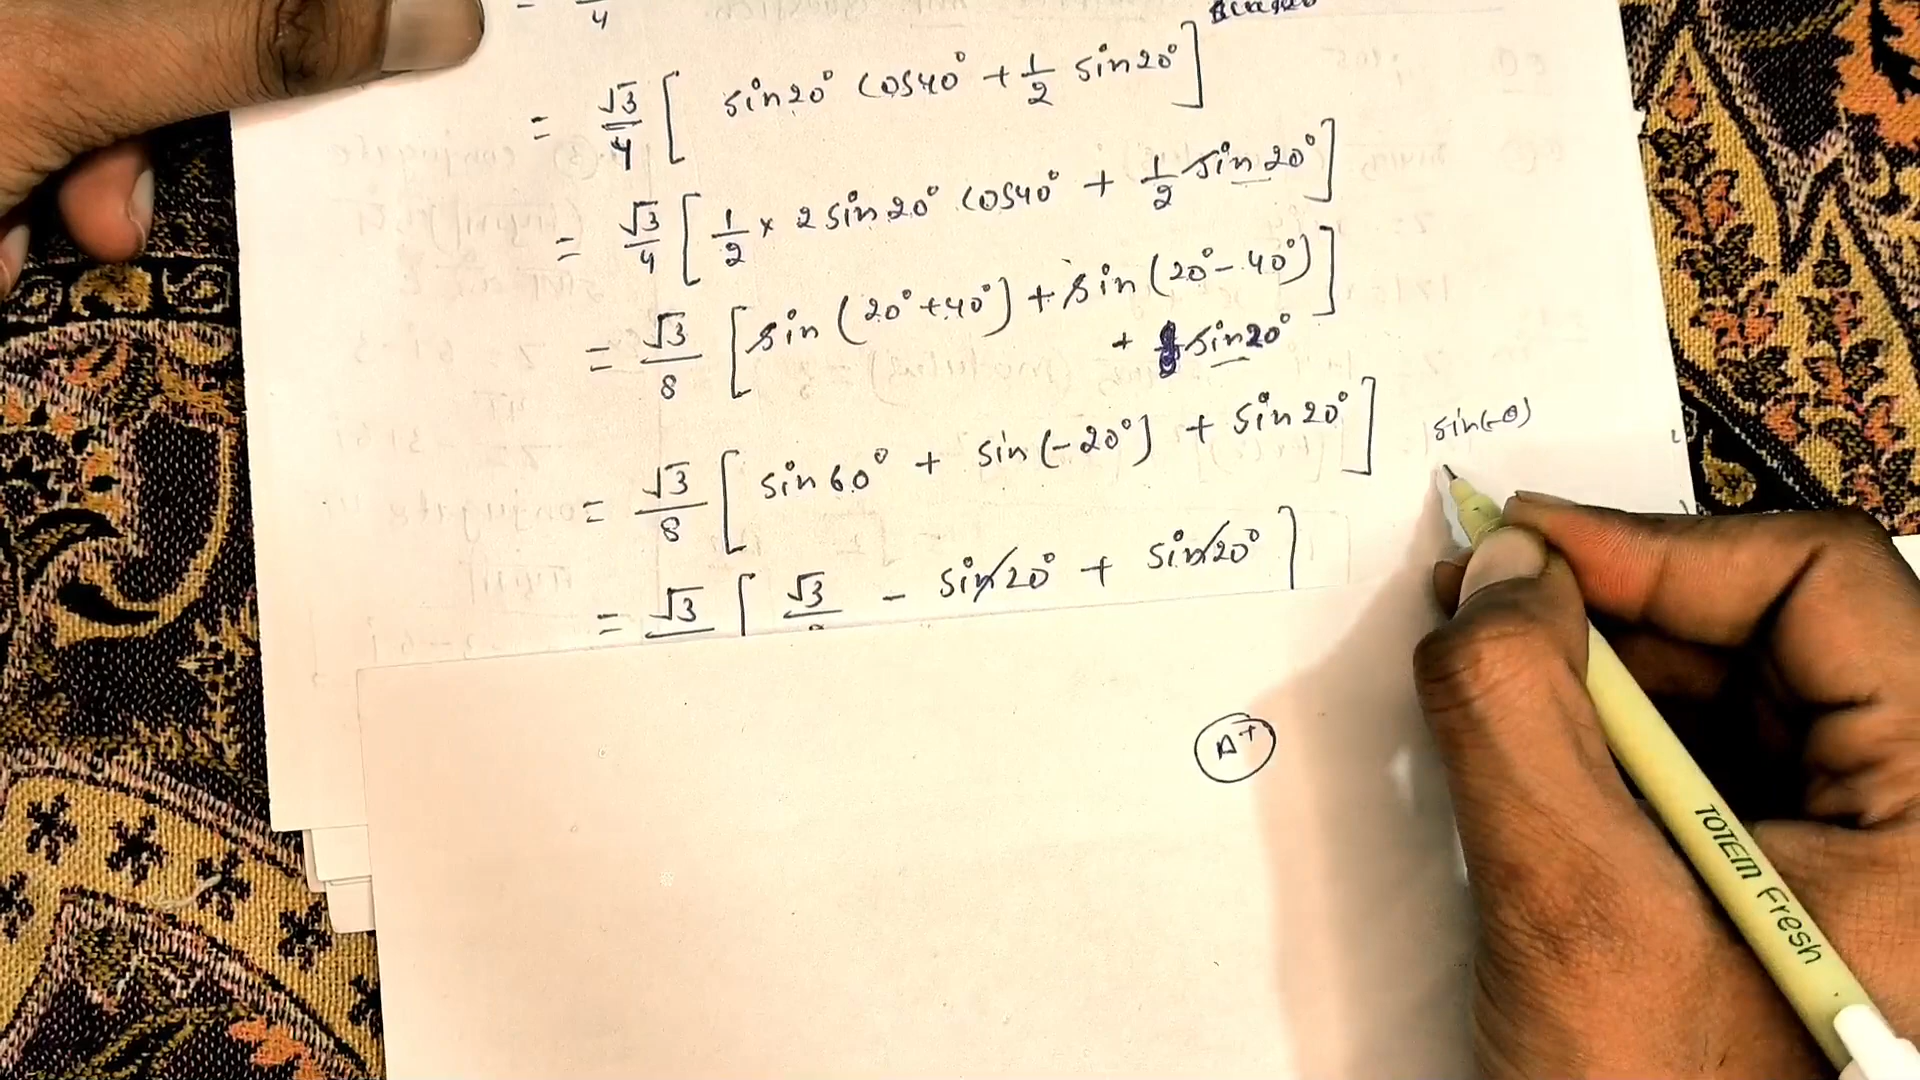 4
= √3/4 [ sin20° cos40° + 1/2 sin20° ]
= √3/4 [ 1/2 × 2 sin20° cos40° + 1/2 sin20° ]
= √3/8 [ sin (20° + 40°) + sin (20° - 40°) ]
+ sin20°
= √3/8 [ sin60° + sin (-20°) + sin20° ]
sin(-θ)
= √3 [ √3 - sin20° + sin20° ]
A+
TOTEM Fresh